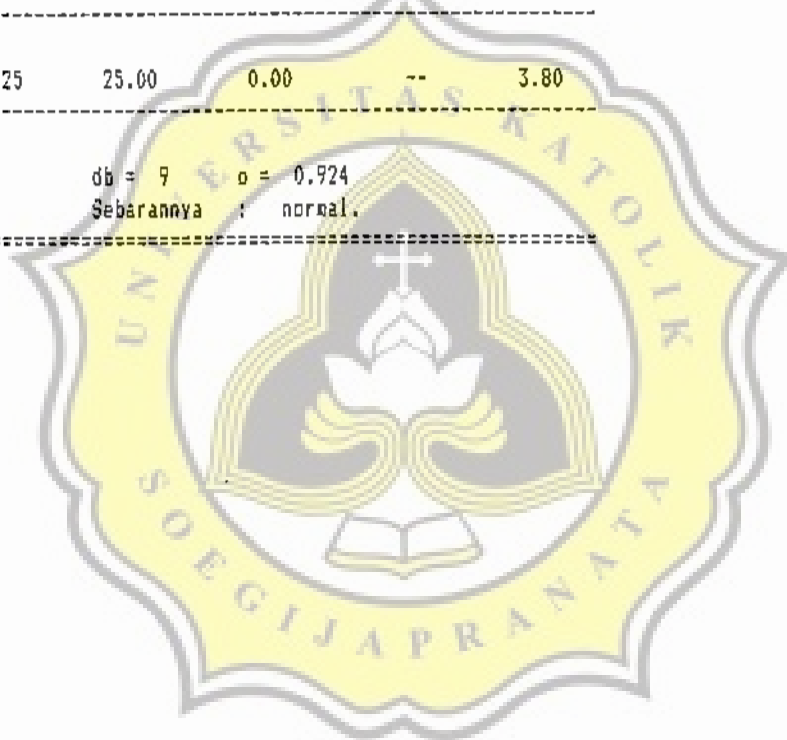 25 25.00 0.00 -- 3.80
db = 9 p = 0.924
Sebarannya : normal.
UNIVERSITAS KATOLIK
SOEGIJAPRANATA